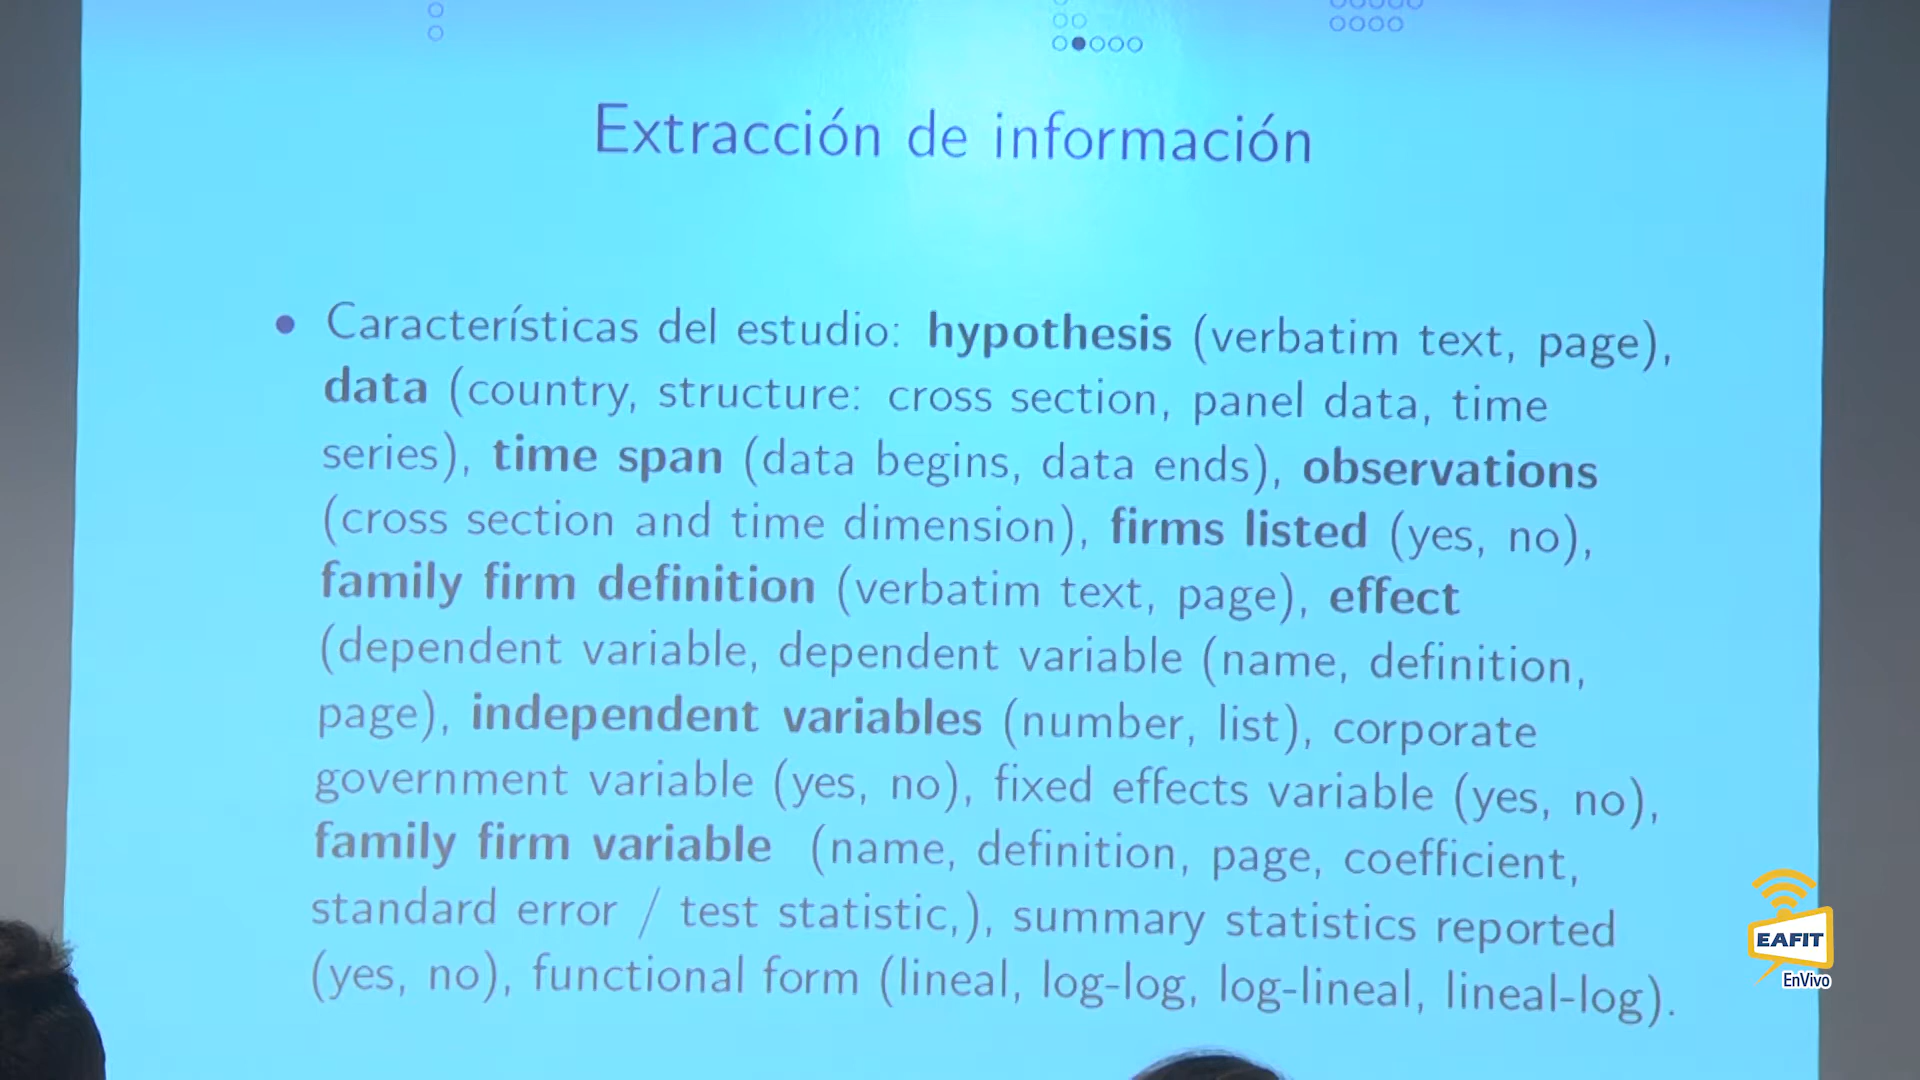 Extracción de información
• Características del estudio: hypothesis (verbatim text, page),
data (country, structure: cross section, panel data, time
series), time span (data begins, data ends), observations
(cross section and time dimension), firms listed (yes, no),
family firm definition (verbatim text, page), effect
(dependent variable, dependent variable (name, definition,
page), independent variables (number, list), corporate
government variable (yes, no), fixed effects variable (yes, no),
family firm variable (name, definition, page, coefficient,
standard error / test statistic,), summary statistics reported
(yes, no), functional form (lineal, log-log, log-lineal, lineal-log).
EAFIT
EnVivo